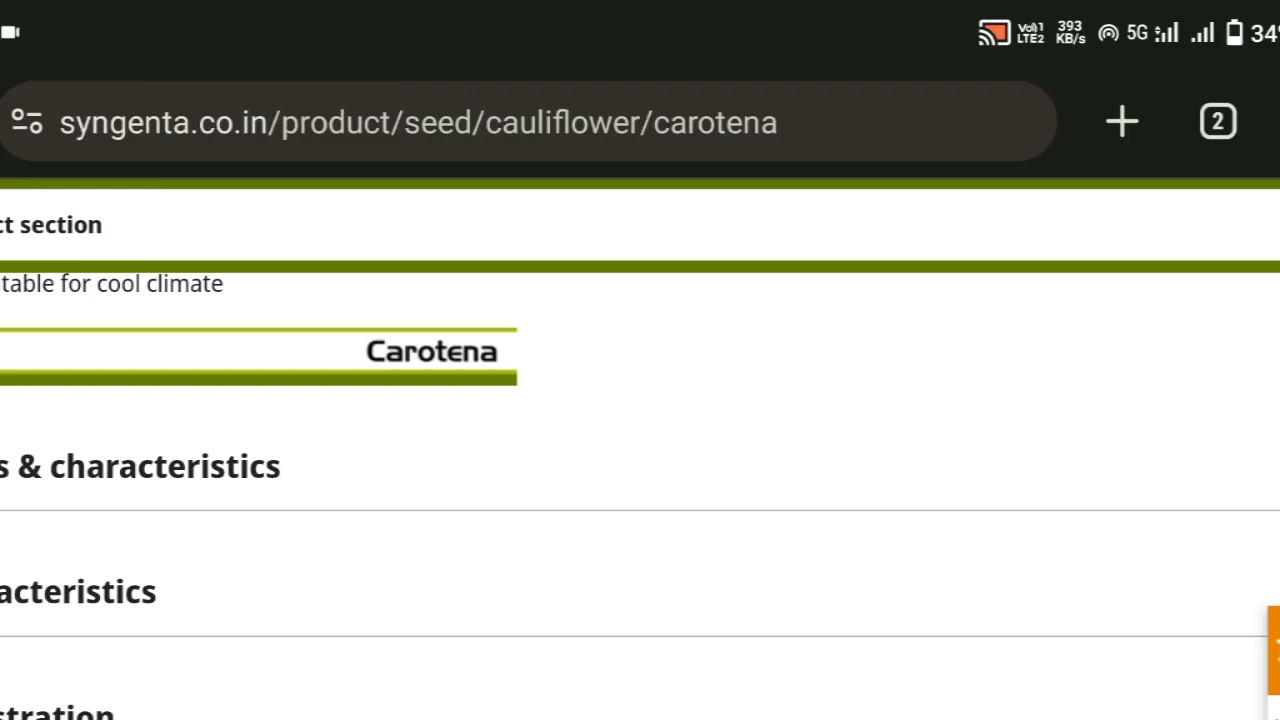 Vo)) 1
LTE2
393
KB/s
5G
34
syngenta.co.in/product/seed/cauliflower/carotena
2
ct section
table for cool climate
Carotena
s & characteristics
acteristics
stration